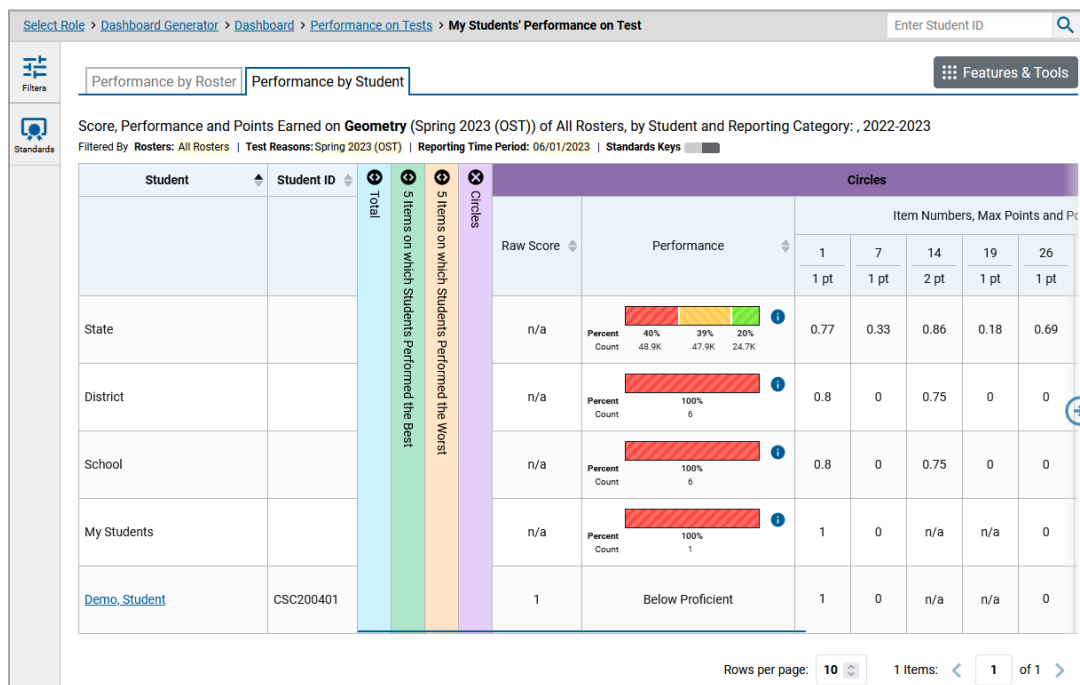 Select Role > Dashboard Generator > Dashboard > Performance on Tests > My Students' Performance on Test
Enter Student ID
Filters
Standards
Performance by Roster
Performance by Student
Features & Tools
Score, Performance and Points Earned on Geometry (Spring 2023 (OST)) of All Rosters, by Student and Reporting Category: , 2022-2023
Filtered By Rosters: All Rosters | Test Reasons: Spring 2023 (OST) | Reporting Time Period: 06/01/2023 | Standards Keys
Student
Student ID
Total
5 Items on which Students Performed the Best
5 Items on which Students Performed the Worst
Circles
Circles
Raw Score
Performance
Item Numbers, Max Points and
1 7 14 19 26
1 pt 1 pt 2 pt 1 pt 1 pt
State n/a 0.77 0.33 0.86 0.18 0.69
Percent 40% 39% 20%
Count 48.9K 47.9K 24.7K
District n/a 0.8 0 0.75 0 0
Percent 100%
Count 6
School n/a 0.8 0 0.75 0 0
Percent 100%
Count 6
My Students n/a 1 0 n/a n/a 0
Percent 100%
Count 1
Demo, Student CSC200401 1 Below Proficient 1 0 n/a n/a 0
Rows per page: 10 1 Items: 1 of 1